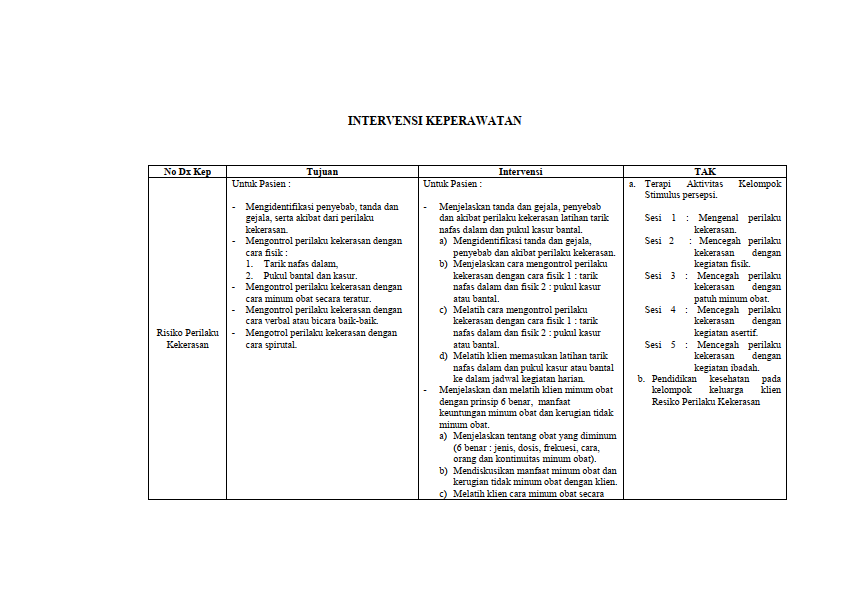 INTERVENSI KEPERAWATAN
No Dx Kep
Tujuan
Intervensi
TAK
Risiko Perilaku
Kekerasan
Untuk Pasien :
- Mengidentifikasi penyebab, tanda dan
gejala, serta akibat dari perilaku
kekerasan.
- Mengontrol perilaku kekerasan dengan
cara fisik :
1. Tarik nafas dalam,
2. Pukul bantal dan kasur.
- Mengontrol perilaku kekerasan dengan
cara minum obat secara teratur.
- Mengontrol perilaku kekerasan dengan
cara verbal atau bicara baik-baik.
- Mengotrol perilaku kekerasan dengan
cara spirutal.
Untuk Pasien :
- Menjelaskan tanda dan gejala, penyebab
dan akibat perilaku kekerasan latihan tarik
nafas dalam dan pukul kasur bantal.
a) Mengidentifikasi tanda dan gejala,
penyebab dan akibat perilaku kekerasan.
b) Menjelaskan cara mengontrol perilaku
kekerasan dengan cara fisik 1 : tarik
nafas dalam dan fisik 2 : pukul kasur
atau bantal.
c) Melatih cara mengontrol perilaku
kekerasan dengan cara fisik 1 : tarik
nafas dalam dan fisik 2 : pukul kasur
atau bantal.
d) Melatih klien memasukan latihan tarik
nafas dalam dan pukul kasur atau bantal
ke dalam jadwal kegiatan harian.
- Menjelaskan dan melatih klien minum obat
dengan prinsip 6 benar, manfaat
keuntungan minum obat dan kerugian tidak
minum obat.
a) Menjelaskan tentang obat yang diminum
(6 benar : jenis, dosis, frekuesi, cara,
orang dan kontinuitas minum obat).
b) Mendiskusikan manfaat minum obat dan
kerugian tidak minum obat dengan klien.
c) Melatih klien cara minum obat secara
a. Terapi Aktivitas Kelompok
Stimulus persepsi.
Sesi 1 : Mengenal perilaku
kekerasan.
Sesi 2 : Mencegah perilaku
kekerasan dengan
kegiatan fisik.
Sesi 3 : Mencegah perilaku
kekerasan dengan
patuh minum obat.
Sesi 4 : Mencegah perilaku
kekerasan dengan
kegiatan asertif.
Sesi 5 : Mencegah perilaku
kekerasan dengan
kegiatan ibadah.
b. Pendidikan kesehatan pada
kelompok keluarga klien
Resiko Perilaku Kekerasan